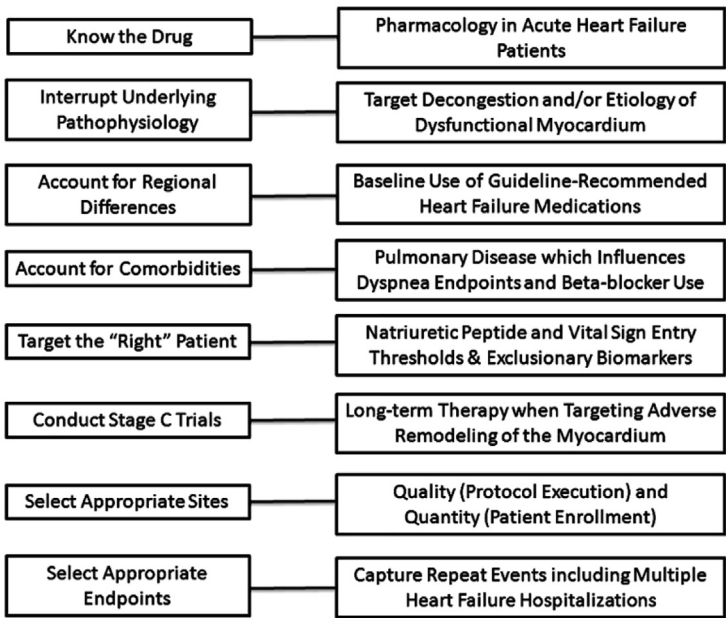 Know the Drug
Pharmacology in Acute Heart Failure
Patients
Interrupt Underlying
Pathophysiology
Target Decongestion and/or Etiology of
Dysfunctional Myocardium
Account for Regional
Differences
Baseline Use of Guideline-Recommended
Heart Failure Medications
Account for Comorbidities
Pulmonary Disease which Influences
Dyspnea Endpoints and Beta-blocker Use
Target the “Right” Patient
Natriuretic Peptide and Vital Sign Entry
Thresholds & Exclusionary Biomarkers
Conduct Stage C Trials
Long-term Therapy when Targeting Adverse
Remodeling of the Myocardium
Select Appropriate Sites
Quality (Protocol Execution) and
Quantity (Patient Enrollment)
Select Appropriate
Endpoints
Capture Repeat Events including Multiple
Heart Failure Hospitalizations